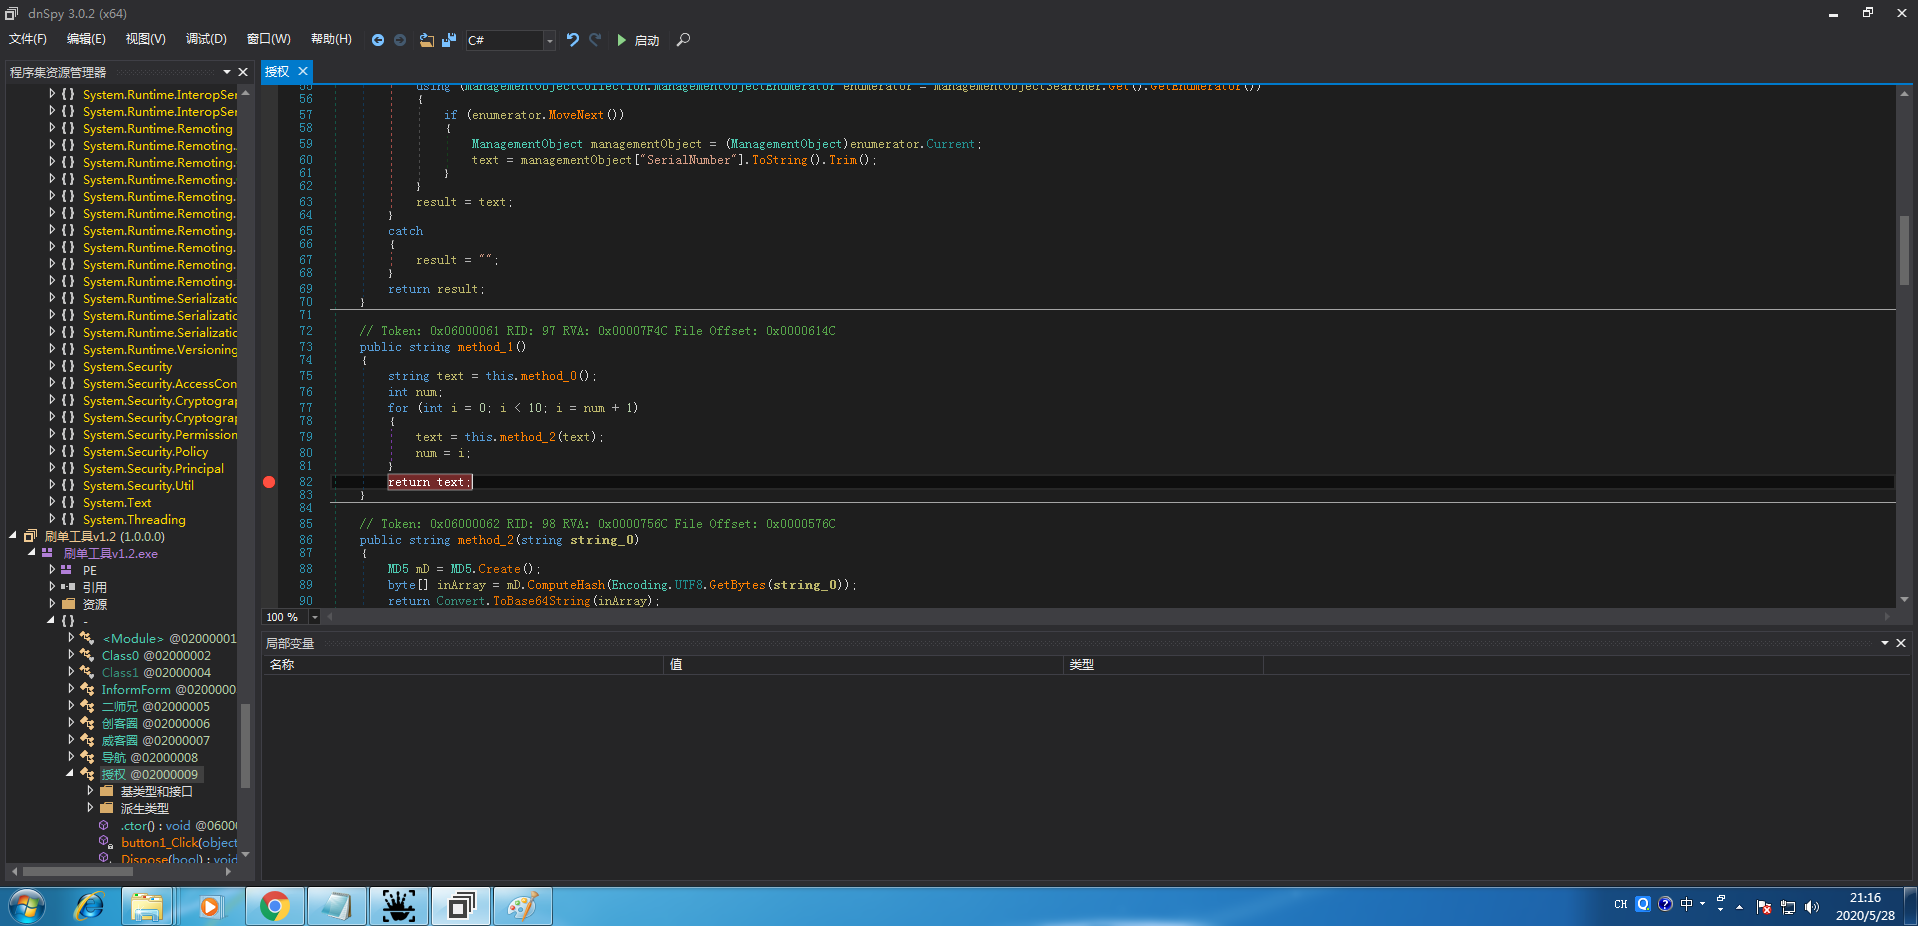 dnSpy 3.0.2 (x64)
文件(F) 编辑(E) 视图(V) 调试(D) 窗口(W) 帮助(H) C# 启动
程序集资源管理器
System.Runtime.InteropSer
System.Runtime.InteropSer
System.Runtime.Remoting
System.Runtime.Remoting.
System.Runtime.Remoting.
System.Runtime.Remoting.
System.Runtime.Remoting.
System.Runtime.Remoting.
System.Runtime.Remoting.
System.Runtime.Remoting.
System.Runtime.Remoting.
System.Runtime.Remoting.
System.Runtime.Serializatio
System.Runtime.Serializatio
System.Runtime.Serializatio
System.Runtime.Versioning
System.Security
System.Security.AccessCon
System.Security.Cryptograp
System.Security.Cryptograp
System.Security.Permission
System.Security.Policy
System.Security.Principal
System.Security.Util
System.Text
System.Threading
刷单工具v1.2 (1.0.0.0)
刷单工具v1.2.exe
PE
引用
资源
{ } -
<Module> @02000001
Class0 @02000002
Class1 @02000004
InformForm @0200000
二师兄 @02000005
创客圈 @02000006
威客圈 @02000007
导航 @02000008
授权 @02000009
基类型和接口
派生类型
.ctor() : void @0600
button1_Click(object
Dispose(bool) : void
授权
55 using (ManagementObjectCollection.ManagementObjectEnumerator enumerator = managementObjectSearcher.Get().GetEnumerator())
56 {
57 if (enumerator.MoveNext())
58 {
59 ManagementObject managementObject = (ManagementObject)enumerator.Current;
60 text = managementObject["SerialNumber"].ToString().Trim();
61 }
62 }
63 result = text;
64 }
65 catch
66 {
67 result = "";
68 }
69 return result;
70 }
71
72 // Token: 0x06000061 RID: 97 RVA: 0x00007F4C File Offset: 0x0000614C
73 public string method_1()
74 {
75 string text = this.method_0();
76 int num;
77 for (int i = 0; i < 10; i = num + 1)
78 {
79 text = this.method_2(text);
80 num = i;
81 }
82 return text;
83 }
84
85 // Token: 0x06000062 RID: 98 RVA: 0x0000756C File Offset: 0x0000576C
86 public string method_2(string string_0)
87 {
88 MD5 mD = MD5.Create();
89 byte[] inArray = mD.ComputeHash(Encoding.UTF8.GetBytes(string_0));
90 return Convert.ToBase64String(inArray);
100 %
局部变量
名称 值 类型
CH 中 21:16
2020/5/28